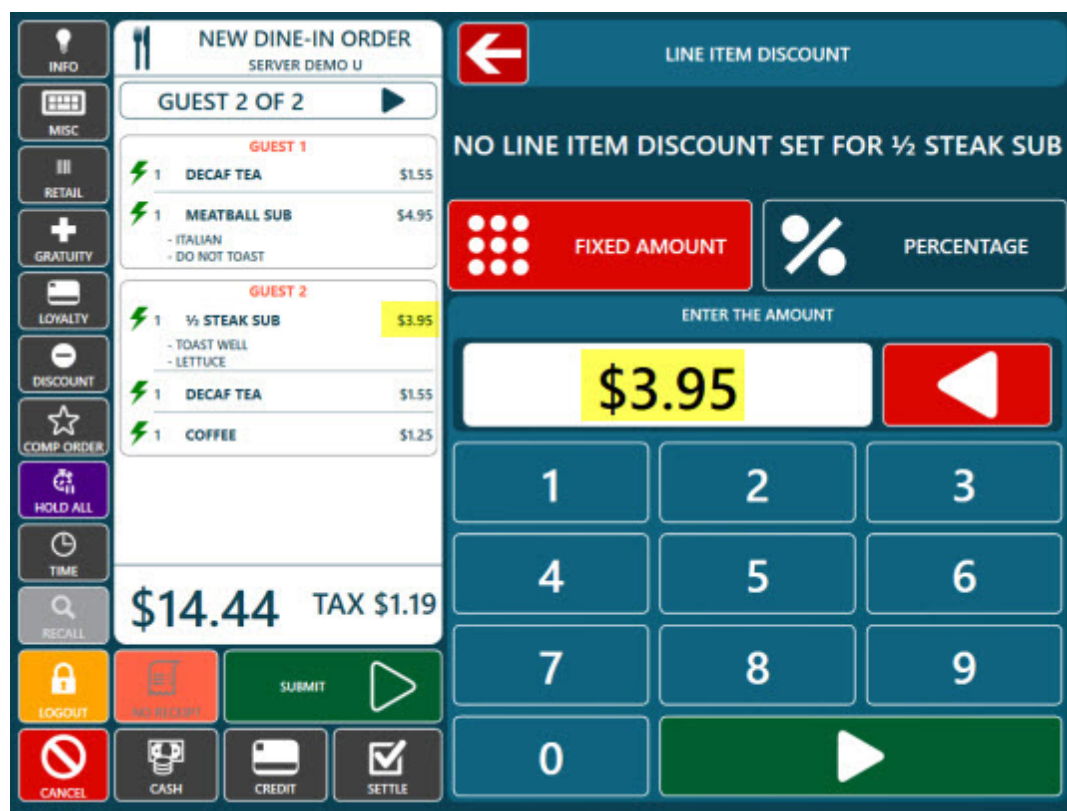 INFO
MISC
RETAIL
GRATUITY
LOYALTY
DISCOUNT
COMP ORDER
HOLD ALL
TIME
RECALL
LOGOUT
CANCEL
NEW DINE-IN ORDER
SERVER DEMO U
GUEST 2 OF 2
GUEST 1
1 DECAF TEA $1.55
1 MEATBALL SUB $4.95
- ITALIAN
- DO NOT TOAST
GUEST 2
1 ½ STEAK SUB $3.95
- TOAST WELL
- LETTUCE
1 DECAF TEA $1.55
1 COFFEE $1.25
$14.44 TAX $1.19
NO RECEIPT
SUBMIT
CASH
CREDIT
SETTLE
LINE ITEM DISCOUNT
NO LINE ITEM DISCOUNT SET FOR ½ STEAK SUB
FIXED AMOUNT
PERCENTAGE
ENTER THE AMOUNT
$3.95
1 2 3
4 5 6
7 8 9
0